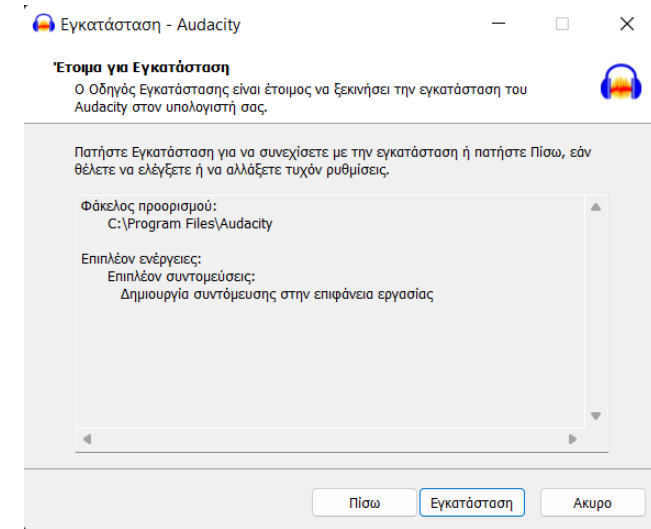 Εγκατάσταση - Audacity
Έτοιμα για Εγκατάσταση
Ο Οδηγός Εγκατάστασης είναι έτοιμος να ξεκινήσει την εγκατάσταση του
Audacity στον υπολογιστή σας.
Πατήστε Εγκατάσταση για να συνεχίσετε με την εγκατάσταση ή πατήστε Πίσω, εάν
θέλετε να ελέγξετε ή να αλλάξετε τυχόν ρυθμίσεις.
Φάκελος προορισμού:
C:\Program Files\Audacity
Επιπλέον ενέργειες:
Επιπλέον συντομεύσεις:
Δημιουργία συντόμευσης στην επιφάνεια εργασίας
Πίσω Εγκατάσταση Ακυρο